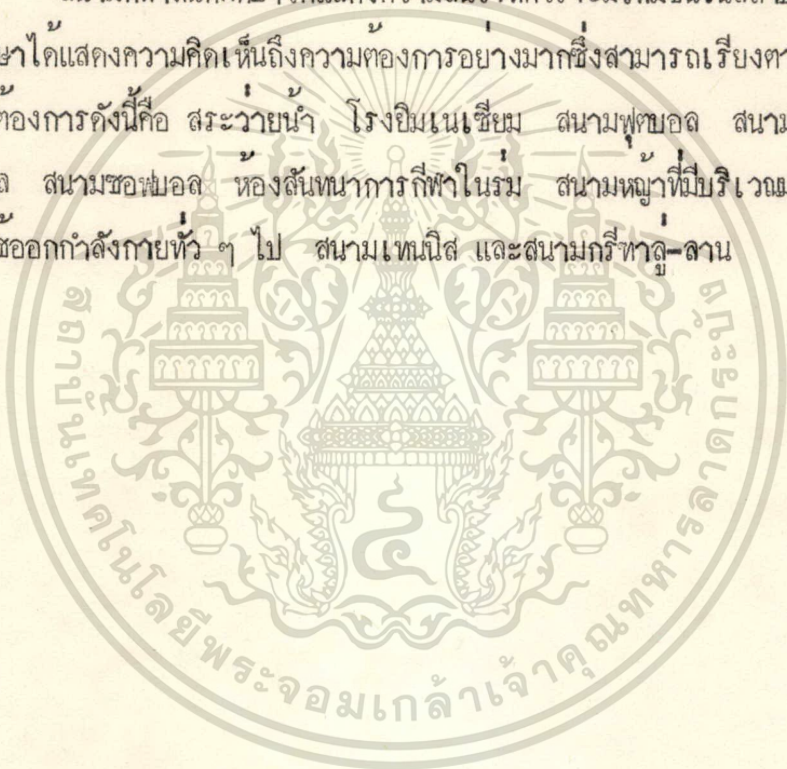 ษาได้แสดงความคิดเห็นถึงความต้องการอย่างมากซึ่งสามารถเรียงตา
ต้องการดังนี้คือ สระว่ายน้ำ โรงยิมเนเซียม สนามฟุตบอล สนาม
ล สนามซอฟบอล ห้องสันทนาการกีฬาในร่ม สนามหญ้าที่มีบริเวณ
ช้ออกกำลังกายทั่ว ๆ ไป สนามเทนนิส และสนามกรีฑาลู่-ลาน
สถาบันเทคโนโลยีพระจอมเกล้าเจ้าคุณทหารลาดกระบัง